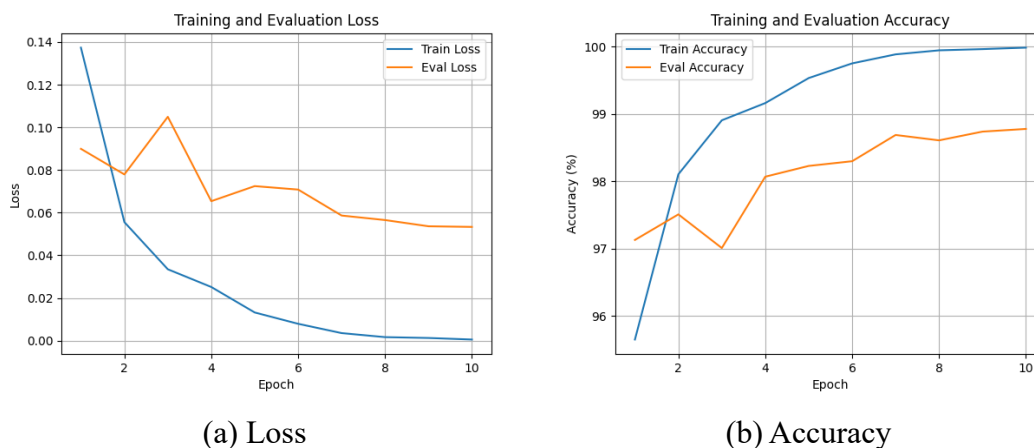 Training and Evaluation Loss
Train Loss
Eval Loss
0.14
0.12
0.10
0.08
0.06
0.04
0.02
0.00
Loss
2
4
6
8
10
Epoch
(a) Loss
Training and Evaluation Accuracy
Train Accuracy
Eval Accuracy
100
99
98
97
96
Accuracy (%)
2
4
6
8
10
Epoch
(b) Accuracy